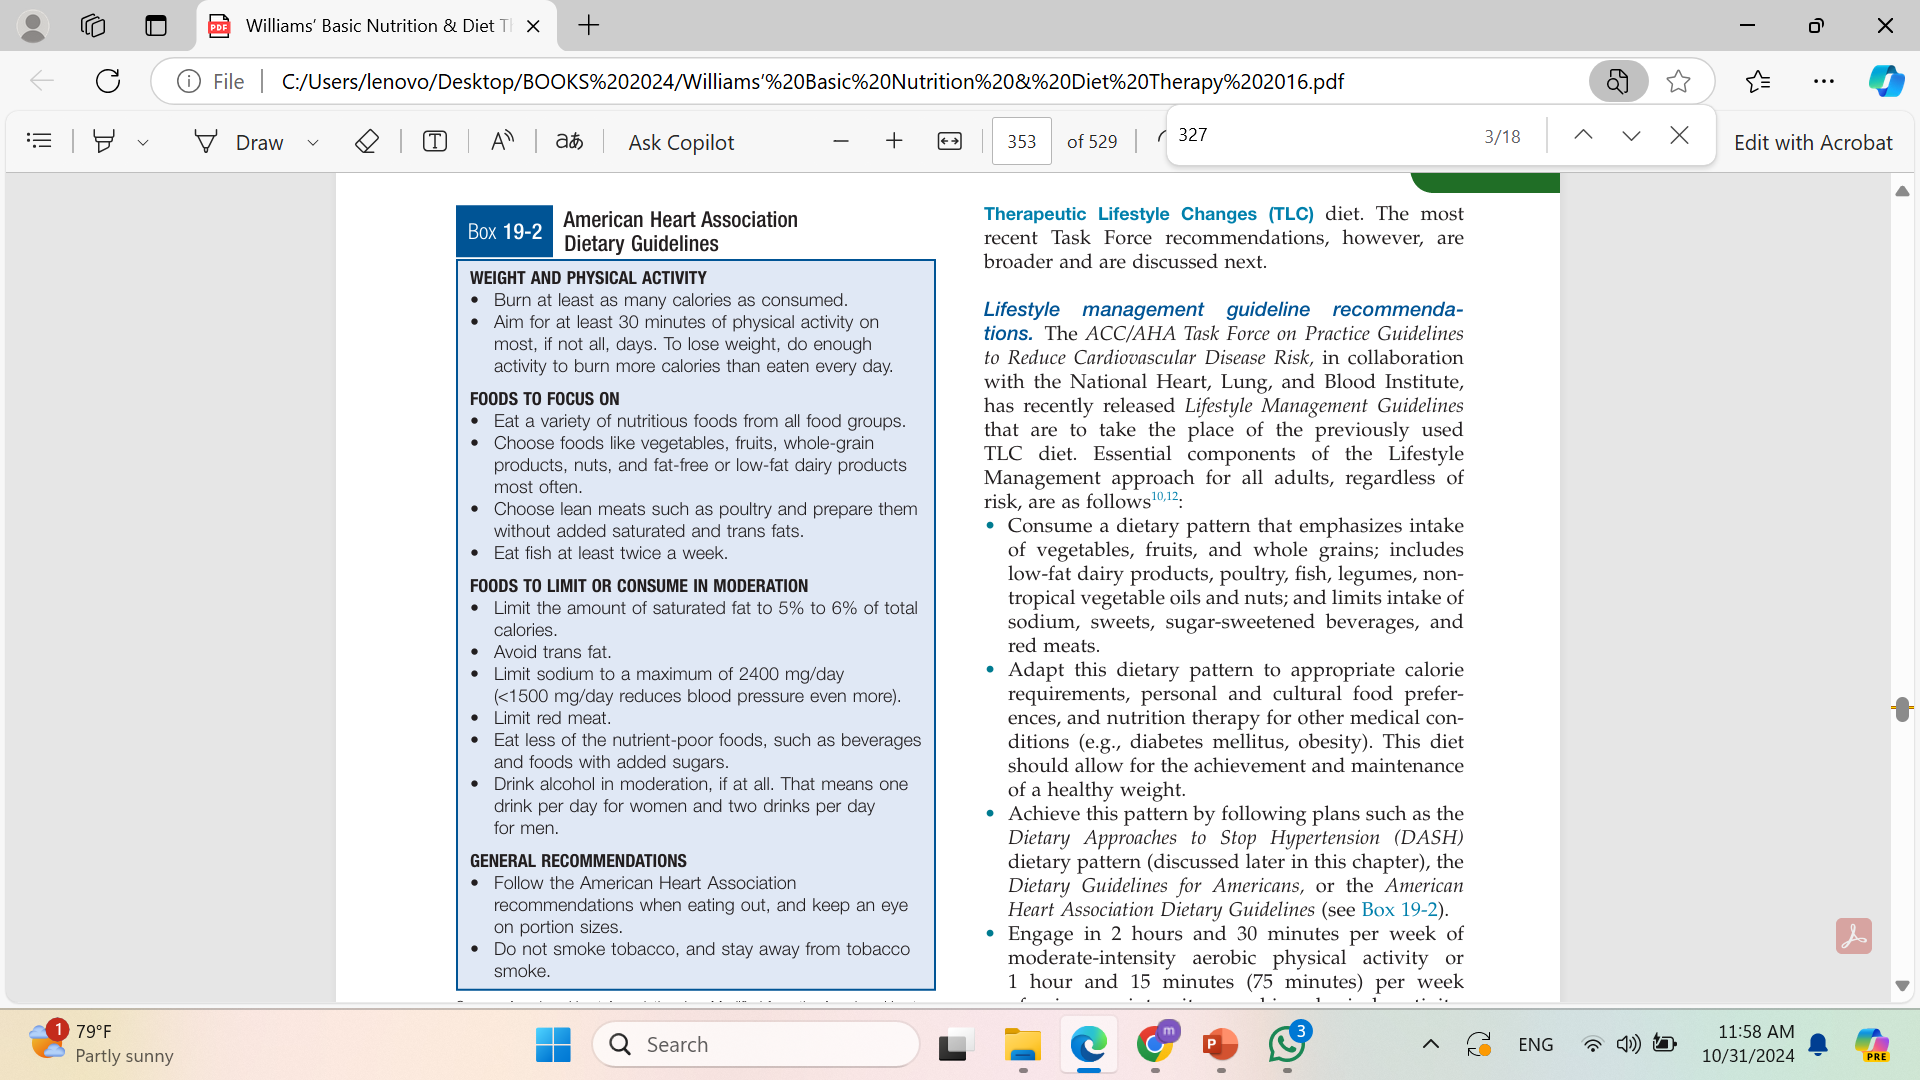 Williams' Basic Nutrition & Diet T
File
C:/Users/lenovo/Desktop/BOOKS%202024/Williams'%20Basic%20Nutrition%20&%20Diet%20Therapy%202016.pdf
Draw
aあ
Ask Copilot
353
of 529
327
3/18
Edit with Acrobat
Box 19-2
American Heart Association
Dietary Guidelines
WEIGHT AND PHYSICAL ACTIVITY
• Burn at least as many calories as consumed.
• Aim for at least 30 minutes of physical activity on
most, if not all, days. To lose weight, do enough
activity to burn more calories than eaten every day.
FOODS TO FOCUS ON
• Eat a variety of nutritious foods from all food groups.
• Choose foods like vegetables, fruits, whole-grain
products, nuts, and fat-free or low-fat dairy products
most often.
• Choose lean meats such as poultry and prepare them
without added saturated and trans fats.
• Eat fish at least twice a week.
FOODS TO LIMIT OR CONSUME IN MODERATION
• Limit the amount of saturated fat to 5% to 6% of total
calories.
• Avoid trans fat.
• Limit sodium to a maximum of 2400 mg/day
(<1500 mg/day reduces blood pressure even more).
• Limit red meat.
• Eat less of the nutrient-poor foods, such as beverages
and foods with added sugars.
• Drink alcohol in moderation, if at all. That means one
drink per day for women and two drinks per day
for men.
GENERAL RECOMMENDATIONS
• Follow the American Heart Association
recommendations when eating out, and keep an eye
on portion sizes.
• Do not smoke tobacco, and stay away from tobacco
smoke.
Therapeutic Lifestyle Changes (TLC) diet. The most
recent Task Force recommendations, however, are
broader and are discussed next.
Lifestyle management guideline recommenda-
tions. The ACC/AHA Task Force on Practice Guidelines
to Reduce Cardiovascular Disease Risk, in collaboration
with the National Heart, Lung, and Blood Institute,
has recently released Lifestyle Management Guidelines
that are to take the place of the previously used
TLC diet. Essential components of the Lifestyle
Management approach for all adults, regardless of
risk, are as follows10,12:
• Consume a dietary pattern that emphasizes intake
of vegetables, fruits, and whole grains; includes
low-fat dairy products, poultry, fish, legumes, non-
tropical vegetable oils and nuts; and limits intake of
sodium, sweets, sugar-sweetened beverages, and
red meats.
• Adapt this dietary pattern to appropriate calorie
requirements, personal and cultural food prefer-
ences, and nutrition therapy for other medical con-
ditions (e.g., diabetes mellitus, obesity). This diet
should allow for the achievement and maintenance
of a healthy weight.
• Achieve this pattern by following plans such as the
Dietary Approaches to Stop Hypertension (DASH)
dietary pattern (discussed later in this chapter), the
Dietary Guidelines for Americans, or the American
Heart Association Dietary Guidelines (see Box 19-2).
• Engage in 2 hours and 30 minutes per week of
moderate-intensity aerobic physical activity or
1 hour and 15 minutes (75 minutes) per week
1
79°F
Partly sunny
Search
m
P
3
ENG
11:58 AM
10/31/2024
PRE